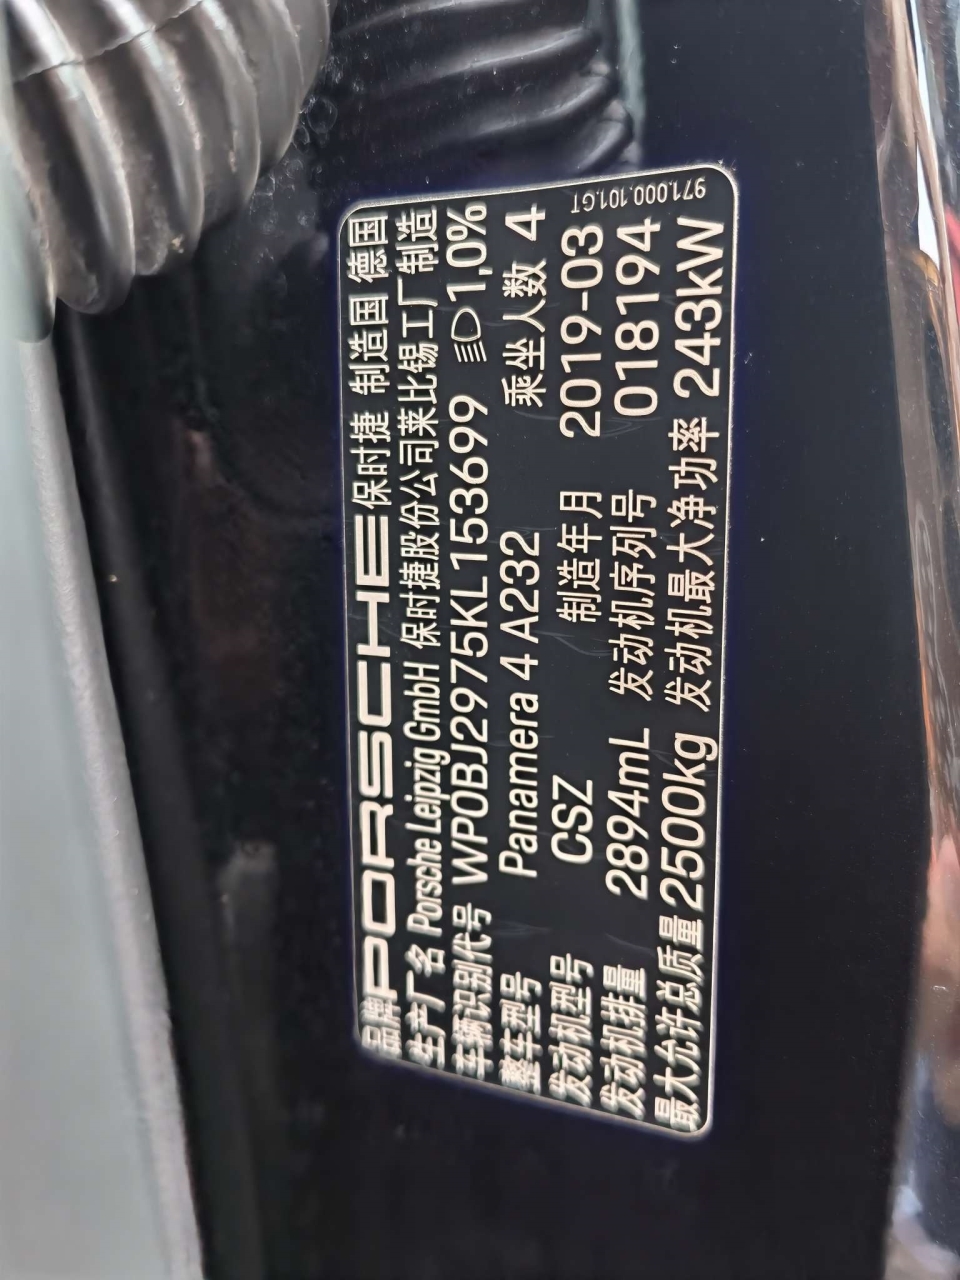 971.000.101.GT
品牌 PORSCHE 保时捷 制造国 德国
生产厂名 Porsche Leipzig GmbH 保时捷股份公司莱比锡工厂制造
车辆识别代号 WP0BJ2975KL153699 1,0%
整车型号 Panamera 4 A232 乘坐人数 4
发动机型号 CSZ 制造年月 2019-03
发动机排量 2894mL 发动机序列号 018194
最大允许总质量 2500kg 发动机最大净功率 243kW